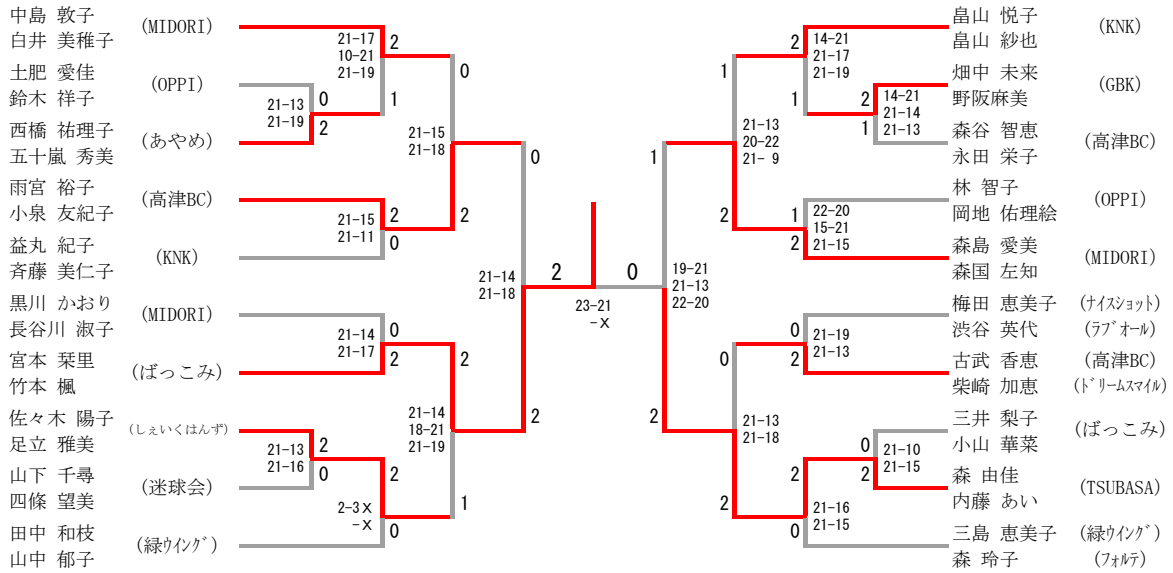 中島 敦子
白井 美稚子
(MIDORI)
土肥 愛佳
鈴木 祥子
(OPPI)
西橋 祐理子
五十嵐 秀美
(あやめ)
雨宮 裕子
小泉 友紀子
(高津BC)
益丸 紀子
斉藤 美仁子
(KNK)
黒川 かおり
長谷川 淑子
(MIDORI)
宮本 栞里
竹本 楓
(ばっこみ)
佐々木 陽子
足立 雅美
(しぇいくはんず)
山下 千尋
四條 望美
(迷球会)
田中 和枝
山中 郁子
(緑ウイング)
21-17
10-21
21-19
2
1
21-13
21-19
0
2
21-15
21-11
2
0
21-15
21-18
0
2
21-14
21-17
0
2
21-13
21-16
2
0
2-3X
-X
2
0
21-14
18-21
21-19
2
1
21-14
21-18
0
2
2
0
23-21
-X
19-21
21-13
22-20
1
2
21-13
20-22
21- 9
1
2
14-21
21-17
21-19
2
1
14-21
21-14
21-13
2
1
22-20
15-21
21-15
1
2
21-13
21-18
0
2
21-19
21-13
0
2
21-10
21-15
0
2
21-16
21-15
2
0
畠山 悦子
畠山 紗也
(KNK)
畑中 未来
野阪麻美
(GBK)
森谷 智恵
永田 栄子
(高津BC)
林 智子
岡地 佑理絵
(OPPI)
森島 愛美
森国 左知
(MIDORI)
梅田 恵美子 (ナイスショット)
渋谷 英代 (ラブオール)
古武 香恵 (高津BC)
柴崎 加恵 (ドリームスマイル)
三井 梨子
小山 華菜
(ばっこみ)
森 由佳
内藤 あい
(TSUBASA)
三島 恵美子 (緑ウイング)
森 玲子 (フォルテ)